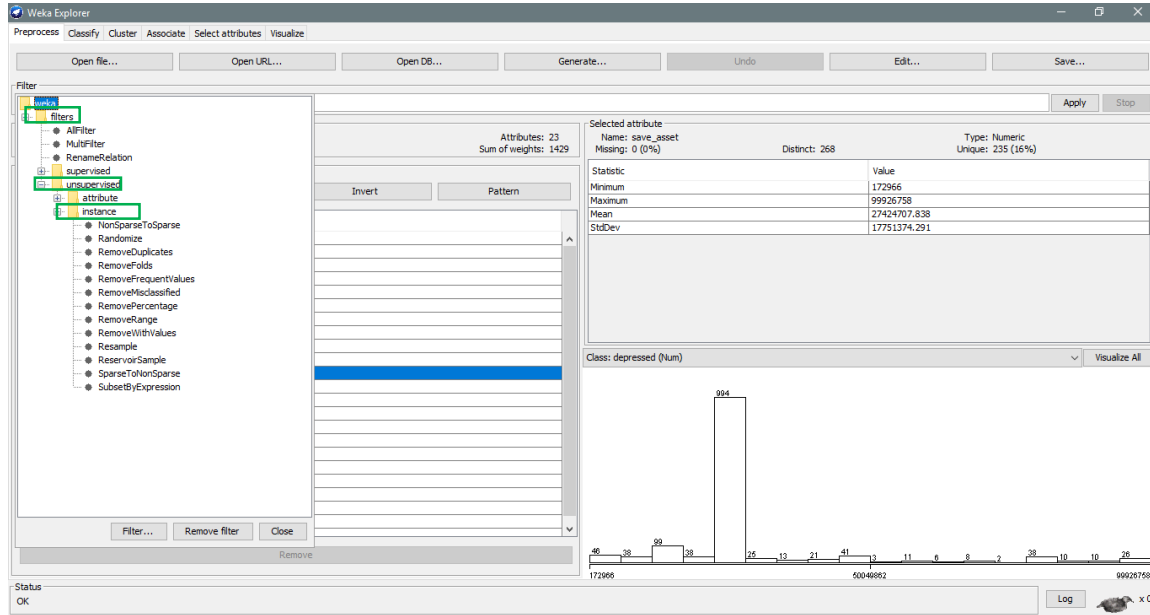 Weka Explorer
Preprocess Classify Cluster Associate Select attributes Visualize
Open file... Open URL... Open DB... Generate... Undo Edit... Save...
Filter
weka
filters
AllFilter
MultiFilter
RenameRelation
supervised
unsupervised
attribute
instance
NonSparseToSparse
Randomize
RemoveDuplicates
RemoveFolds
RemoveFrequentValues
RemoveMisclassified
RemovePercentage
RemoveRange
RemoveWithValues
Resample
ReservoirSample
SparseToNonSparse
SubsetByExpression
Filter... Remove filter Close
Apply Stop
Attributes: 23
Sum of weights: 1429
Invert Pattern
Remove
Selected attribute
Name: save_asset Type: Numeric
Missing: 0 (0%) Distinct: 268 Unique: 235 (16%)
Statistic Value
Minimum 172966
Maximum 99926758
Mean 27424707.838
StdDev 17751374.291
Class: depressed (Num) Visualize All
994
46 38 99 38 25 13 21 41 3 11 6 8 2 38 10 10 26
172966 50049862 99926758
Status
OK Log x 0